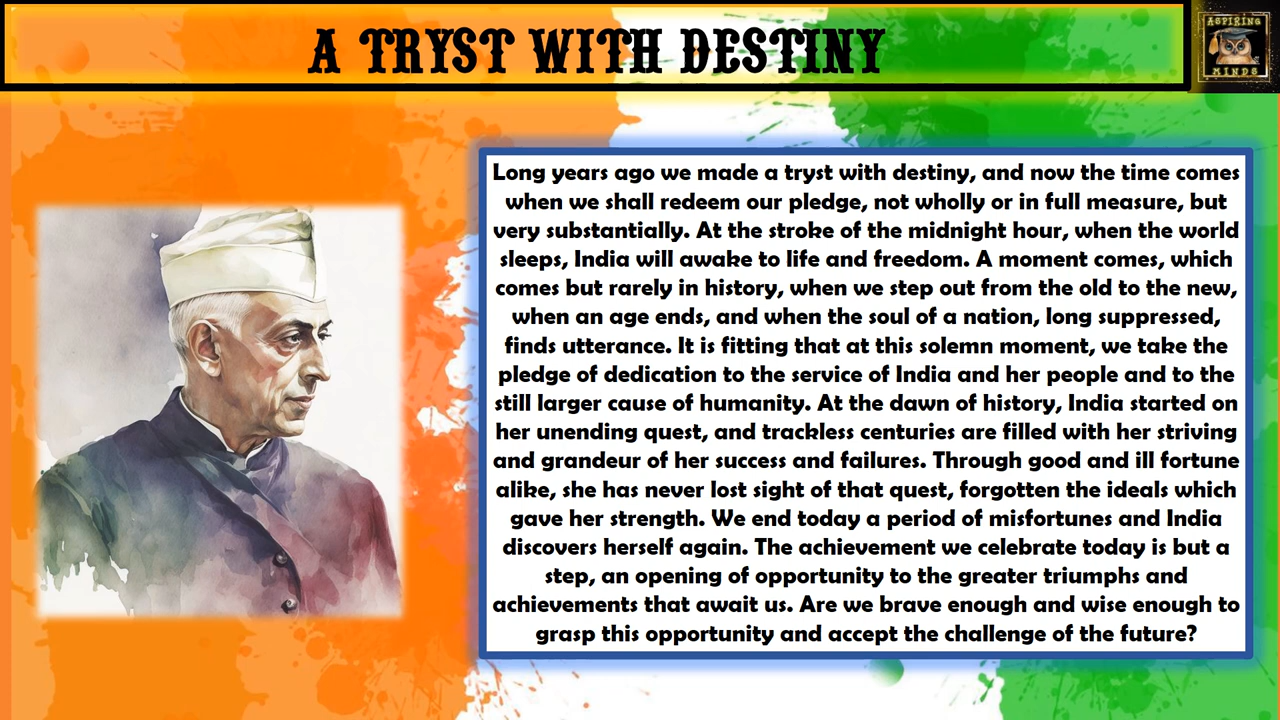 A TRYST WITH DESTINY
ASPIRING
MINDS
Long years ago we made a tryst with destiny, and now the time comes
when we shall redeem our pledge, not wholly or in full measure, but
very substantially. At the stroke of the midnight hour, when the world
sleeps, India will awake to life and freedom. A moment comes, which
comes but rarely in history, when we step out from the old to the new,
when an age ends, and when the soul of a nation, long suppressed,
finds utterance. It is fitting that at this solemn moment, we take the
pledge of dedication to the service of India and her people and to the
still larger cause of humanity. At the dawn of history, India started on
her unending quest, and trackless centuries are filled with her striving
and grandeur of her success and failures. Through good and ill fortune
alike, she has never lost sight of that quest, forgotten the ideals which
gave her strength. We end today a period of misfortunes and India
discovers herself again. The achievement we celebrate today is but a
step, an opening of opportunity to the greater triumphs and
achievements that await us. Are we brave enough and wise enough to
grasp this opportunity and accept the challenge of the future?